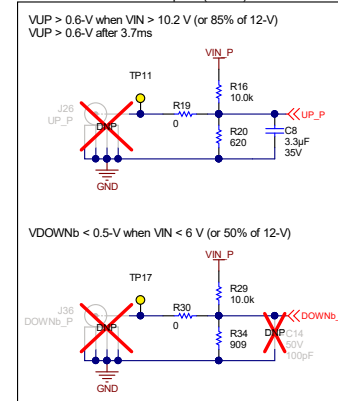 VUP > 0.6-V when VIN > 10.2 V (or 85% of 12-V)
VUP > 0.6-V after 3.7ms
VIN_P
TP11
R16
10.0k
J26
UP_P
DNP
R19
0
UP_P
R20
620
C8
3.3µF
35V
GND
VDOWNb < 0.5-V when VIN < 6 V (or 50% of 12-V)
VIN_P
TP17
R29
10.0k
J36
DOWNb_P
DNP
R30
0
DOWNb_
R34
909
DNP
C14
50V
100pF
GND